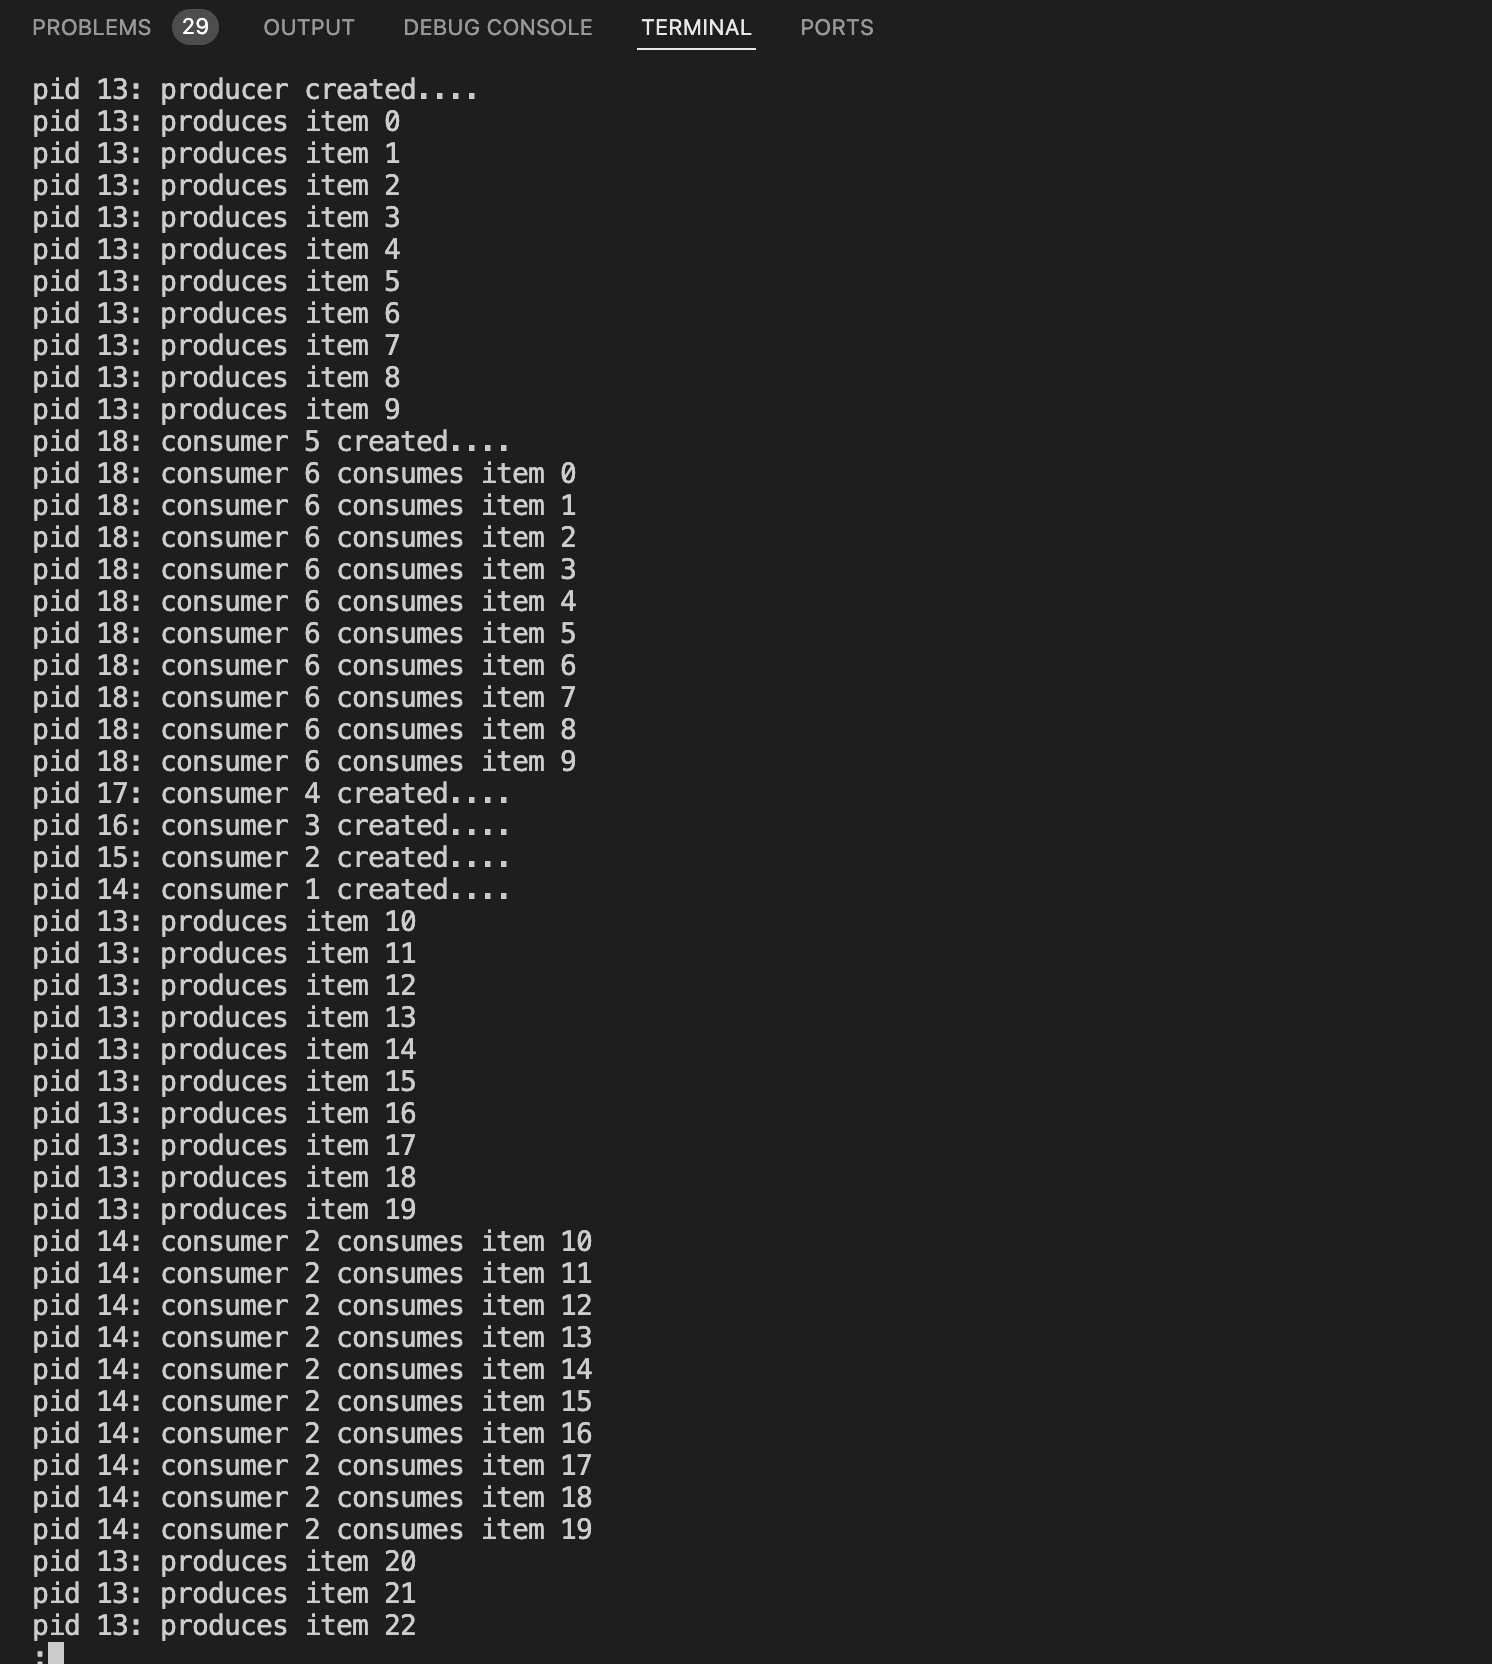 PROBLEMS 29 OUTPUT DEBUG CONSOLE TERMINAL PORTS
pid 13: producer created....
pid 13: produces item 0
pid 13: produces item 1
pid 13: produces item 2
pid 13: produces item 3
pid 13: produces item 4
pid 13: produces item 5
pid 13: produces item 6
pid 13: produces item 7
pid 13: produces item 8
pid 13: produces item 9
pid 18: consumer 5 created....
pid 18: consumer 6 consumes item 0
pid 18: consumer 6 consumes item 1
pid 18: consumer 6 consumes item 2
pid 18: consumer 6 consumes item 3
pid 18: consumer 6 consumes item 4
pid 18: consumer 6 consumes item 5
pid 18: consumer 6 consumes item 6
pid 18: consumer 6 consumes item 7
pid 18: consumer 6 consumes item 8
pid 18: consumer 6 consumes item 9
pid 17: consumer 4 created....
pid 16: consumer 3 created....
pid 15: consumer 2 created....
pid 14: consumer 1 created....
pid 13: produces item 10
pid 13: produces item 11
pid 13: produces item 12
pid 13: produces item 13
pid 13: produces item 14
pid 13: produces item 15
pid 13: produces item 16
pid 13: produces item 17
pid 13: produces item 18
pid 13: produces item 19
pid 14: consumer 2 consumes item 10
pid 14: consumer 2 consumes item 11
pid 14: consumer 2 consumes item 12
pid 14: consumer 2 consumes item 13
pid 14: consumer 2 consumes item 14
pid 14: consumer 2 consumes item 15
pid 14: consumer 2 consumes item 16
pid 14: consumer 2 consumes item 17
pid 14: consumer 2 consumes item 18
pid 14: consumer 2 consumes item 19
pid 13: produces item 20
pid 13: produces item 21
pid 13: produces item 22
: